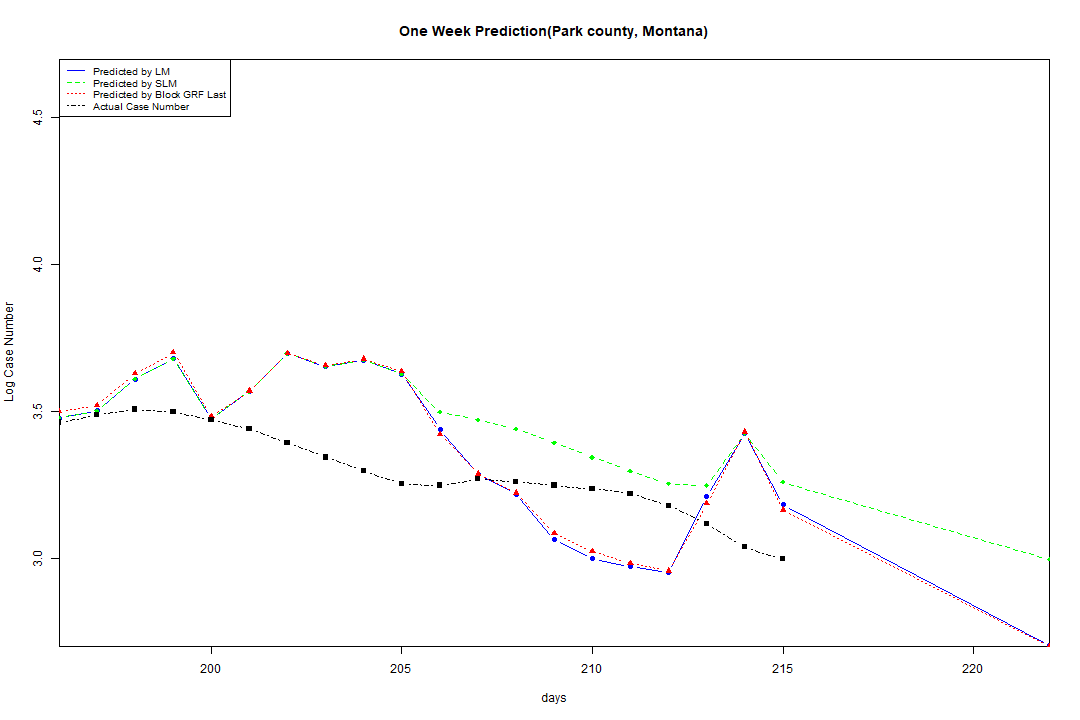 One Week Prediction(Park county, Montana)
Predicted by LM
Predicted by SLM
Predicted by Block GRF Last
Actual Case Number
4.5
4.0
3.5
3.0
Log Case Number
200 205 210 215 220
days